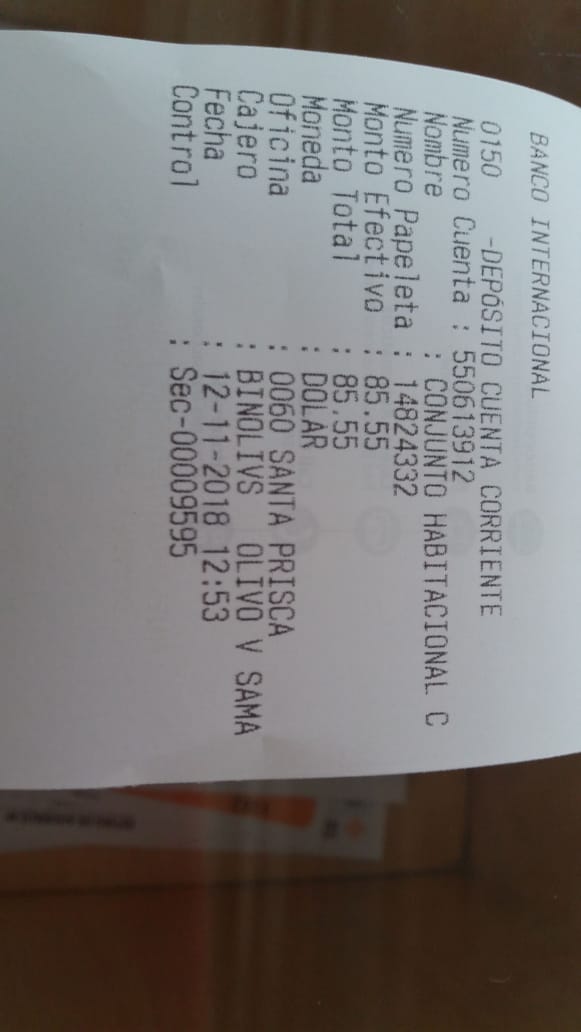 BANCO INTERNACIONAL
0150 -DEPÓSITO CUENTA CORRIENTE
Numero Cuenta : 550613912
Nombre : CONJUNTO HABITACIONAL C
Numero Papeleta : 14824332
Monto Efectivo : 85.55
Monto Total : 85.55
Moneda : DOLAR
Oficina : 0060 SANTA PRISCA
Cajero : BINOLIVS OLIVO V SAMA
Fecha : 12-11-2018 12:53
Control : Sec-00009595